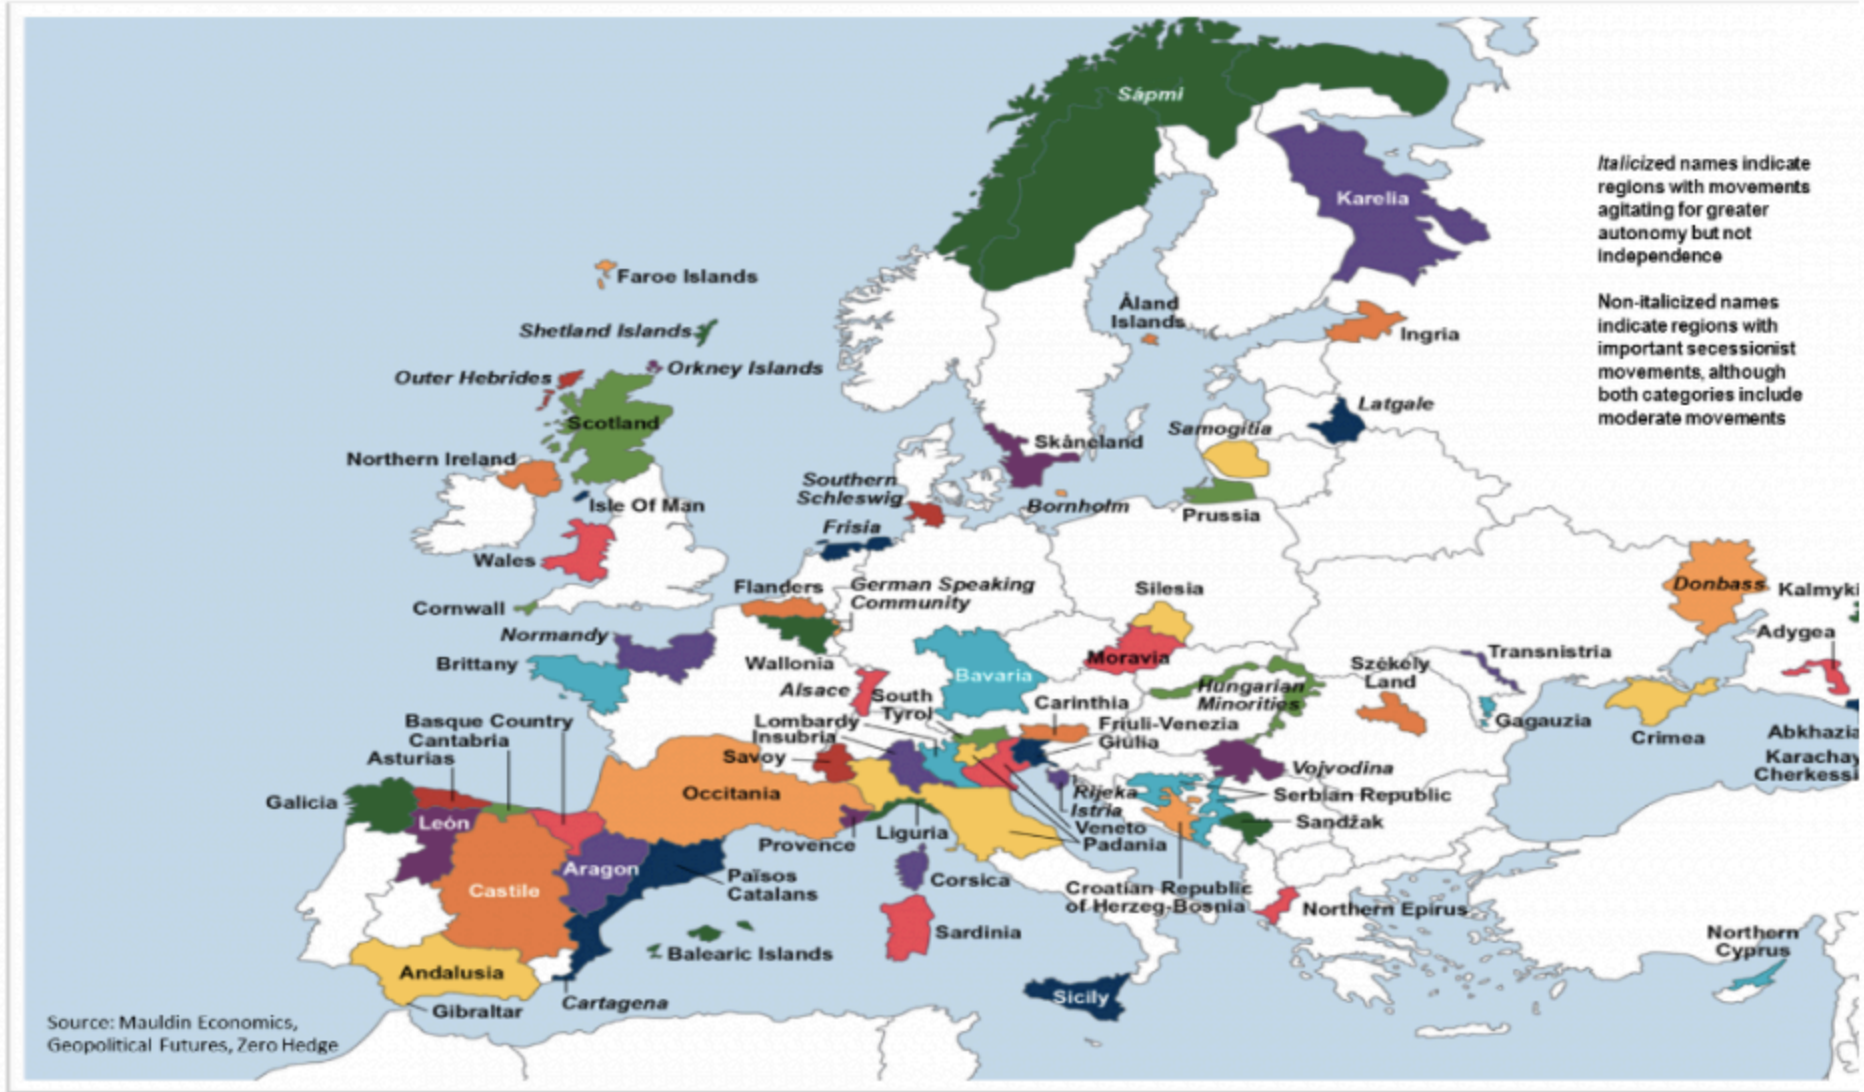 Sápmi
Karelia
Italicized names indicate
regions with movements
agitating for greater
autonomy but not
independence
Non-italicized names
indicate regions with
important secessionist
movements, although
both categories include
moderate movements
Faroe Islands
Shetland Islands
Orkney Islands
Outer Hebrides
Scotland
Northern Ireland
Isle Of Man
Wales
Cornwall
Åland
Islands
Ingria
Latgale
Samogitia
Skåneland
Southern
Schleswig
Bornholm
Frisia
Prussia
Flanders
German Speaking
Community
Silesia
Donbass
Kalmyki
Normandy
Brittany
Wallonia
Alsace
Bavaria
Moravia
Adygea
Transnistria
Székely
Land
Hungarian
Minorities
South
Tyrol
Carinthia
Gagauzia
Crimea
Abkhazia
Karachay
Cherkessi
Lombardy
Insubria
Savoy
Friuli-Venezia
Giulia
Basque Country
Cantabria
Asturias
Galicia
León
Occitania
Vojvodina
Rijeka
Istria
Serbian Republic
Sandžak
Veneto
Padania
Liguria
Provence
Aragon
Castile
Països
Catalans
Corsica
Croatian Republic
of Herzeg-Bosnia
Northern Epirus
Sardinia
Balearic Islands
Northern
Cyprus
Andalusia
Cartagena
Gibraltar
Sicily
Source: Mauldin Economics,
Geopolitical Futures, Zero Hedge